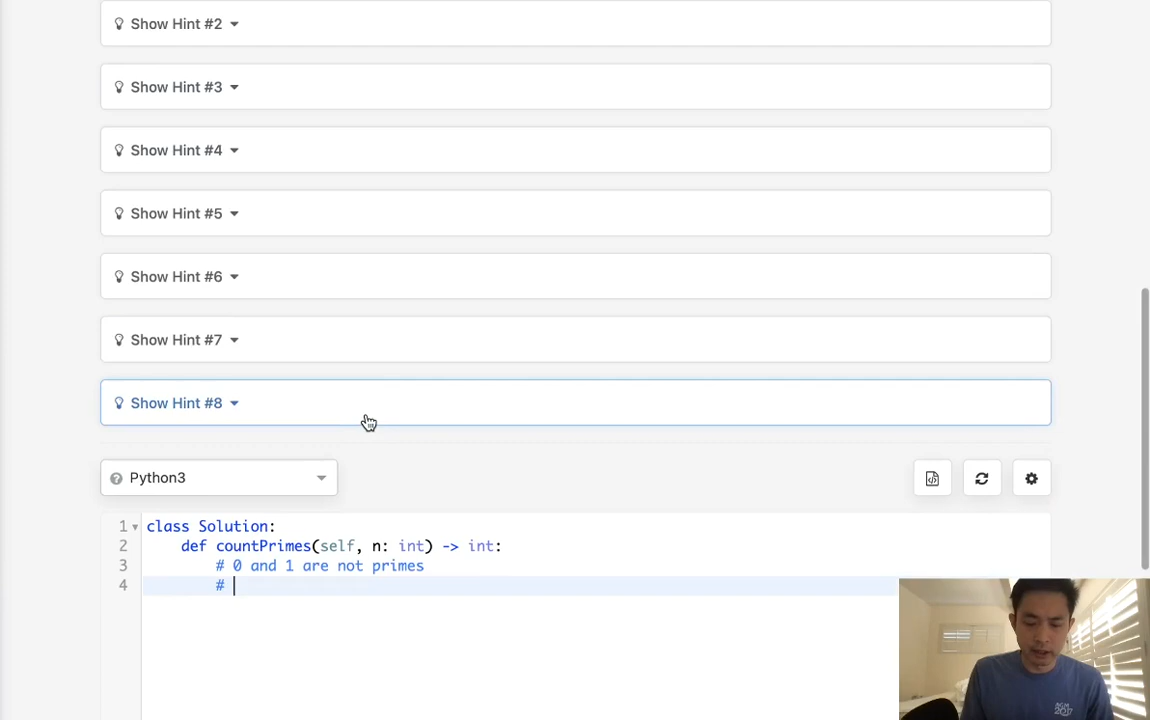 Show Hint #2
Show Hint #3
Show Hint #4
Show Hint #5
Show Hint #6
Show Hint #7
Show Hint #8
Python3
1 class Solution:
2 def countPrimes(self, n: int) -> int:
3 # 0 and 1 are not primes
4 #